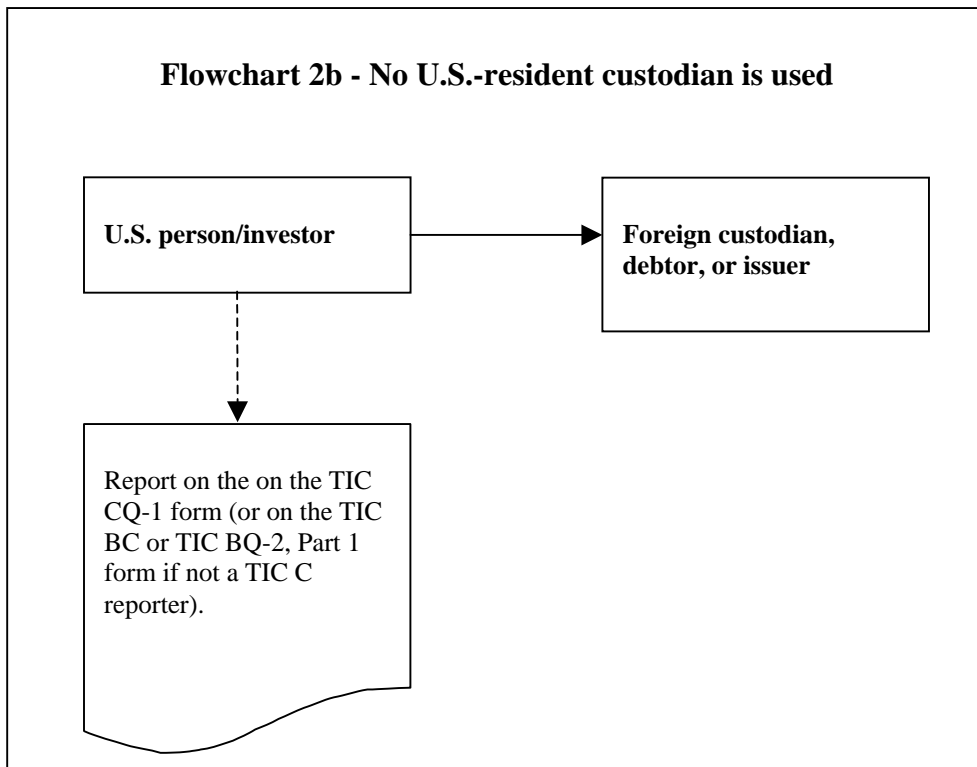 Flowchart 2b - No U.S.-resident custodian is used
U.S. person/investor
Foreign custodian,
debtor, or issuer
Report on the on the TIC
CQ-1 form (or on the TIC
BC or TIC BQ-2, Part 1
form if not a TIC C
reporter).